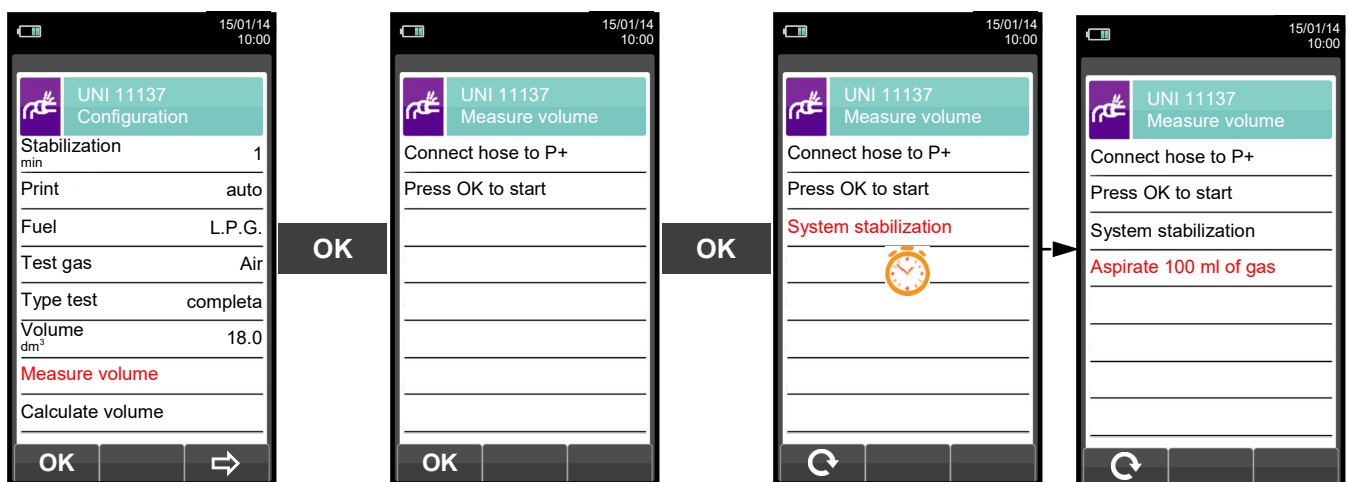 15/01/14
10:00
UNI 11137
Configuration
Stabilization 1
min
Print auto
Fuel L.P.G.
Test gas Air
Type test completa
Volume 18.0
dm³
Measure volume
Calculate volume
OK
OK
15/01/14
10:00
UNI 11137
Measure volume
Connect hose to P+
Press OK to start
OK
OK
15/01/14
10:00
UNI 11137
Measure volume
Connect hose to P+
Press OK to start
System stabilization
15/01/14
10:00
UNI 11137
Measure volume
Connect hose to P+
Press OK to start
System stabilization
Aspirate 100 ml of gas